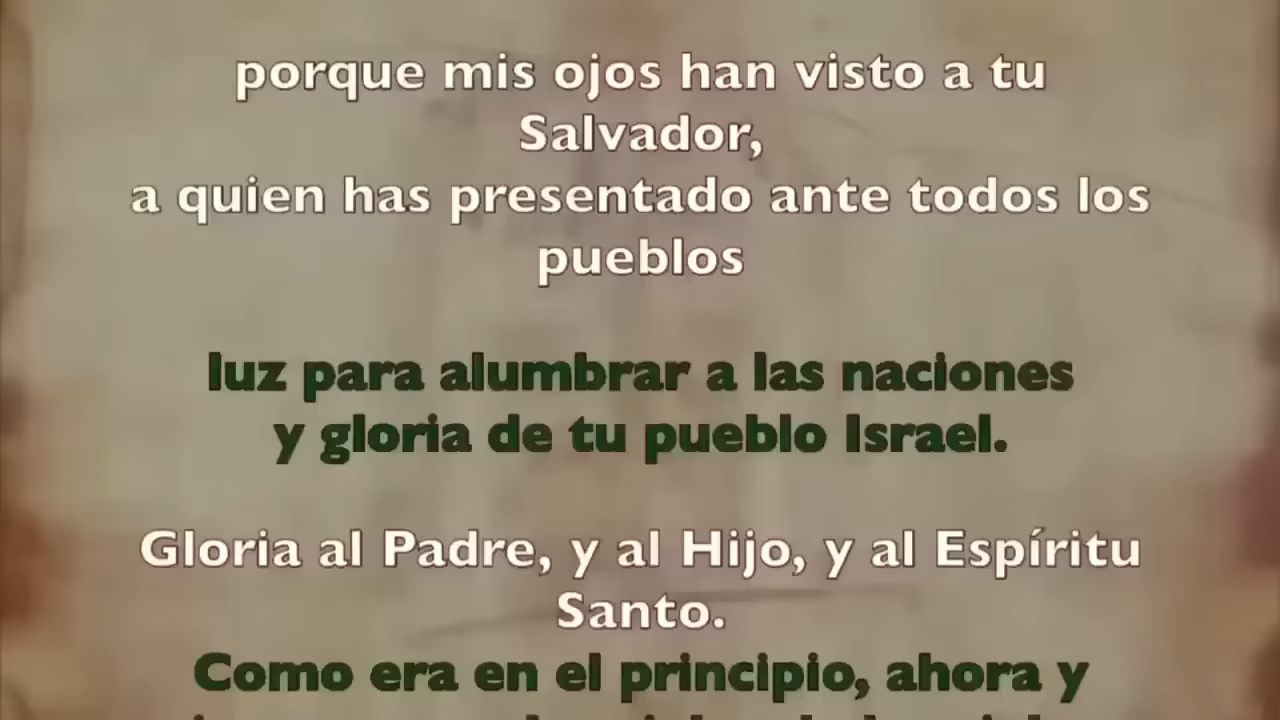 porque mis ojos han visto a tu
Salvador,
a quien has presentado ante todos los
pueblos
luz para alumbrar a las naciones
y gloria de tu pueblo Israel.
Gloria al Padre, y al Hijo, y al Espíritu
Santo.
Como era en el principio, ahora y